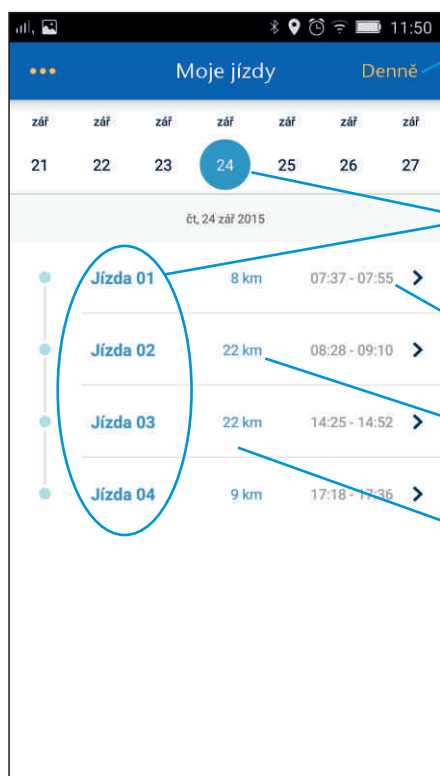 11:50
Moje jízdy Denně
zář zář zář zář zář zář zář
21 22 23 24 25 26 27
čt, 24 zář 2015
Jízda 01 8 km 07:37 - 07:55
Jízda 02 22 km 08:28 - 09:10
Jízda 03 22 km 14:25 - 14:52
Jízda 04 9 km 17:18 - 17:36